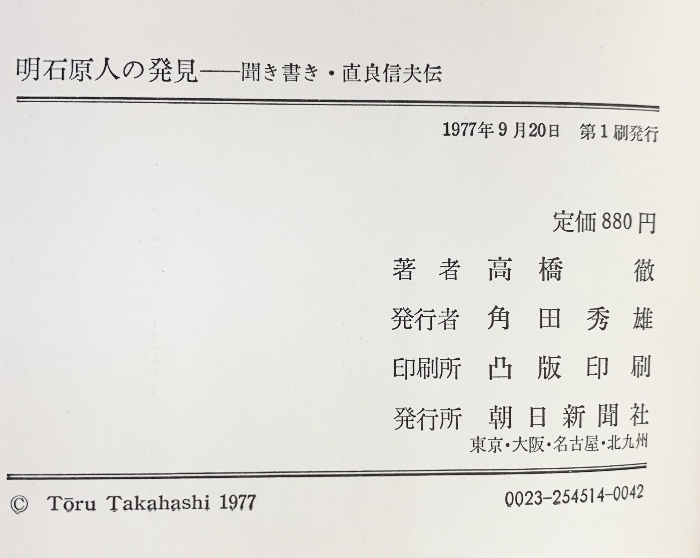 明石原人の発見——聞き書き・直良信夫伝
1977年9月20日 第1刷発行
定価880円
著者 高橋 徹
発行者 角田秀雄
印刷所 凸版印刷
発行所 朝日新聞社
東京・大阪・名古屋・北九州
© Tōru Takahashi 1977
0023-254514-0042